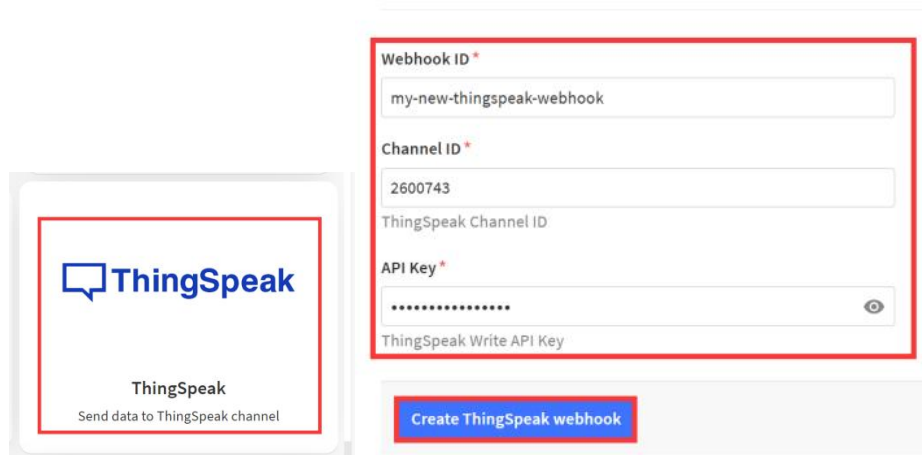 ThingSpeak
ThingSpeak
Send data to ThingSpeak channel
Webhook ID *
my-new-thingspeak-webhook
Channel ID *
2600743
ThingSpeak Channel ID
API Key *
••••••••••••••••
ThingSpeak Write API Key
Create ThingSpeak webhook